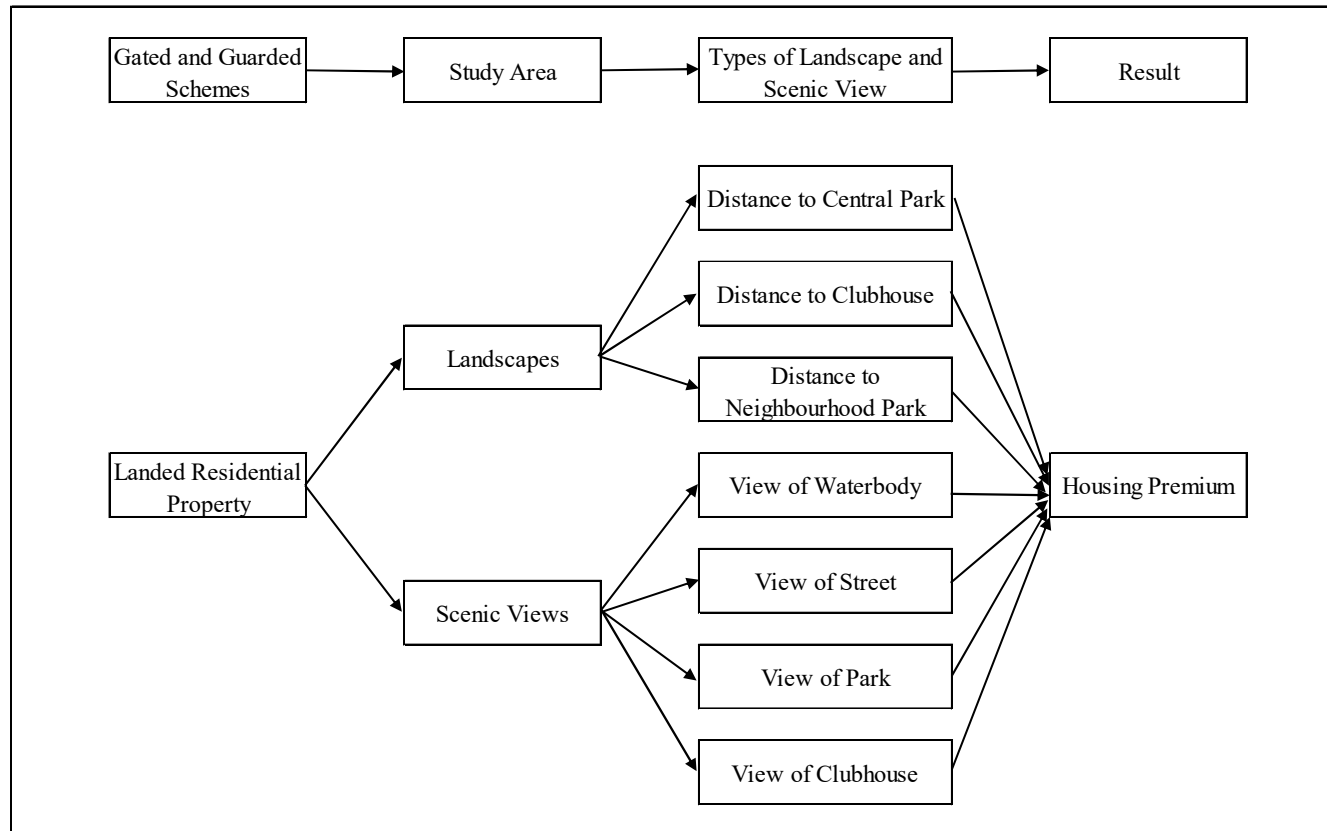 Gated and Guarded
Schemes
Study Area
Types of Landscape and
Scenic View
Result
Distance to Central Park
Distance to Clubhouse
Landscapes
Distance to
Neighbourhood Park
Landed Residential
Property
View of Waterbody
Housing Premium
View of Street
Scenic Views
View of Park
View of Clubhouse